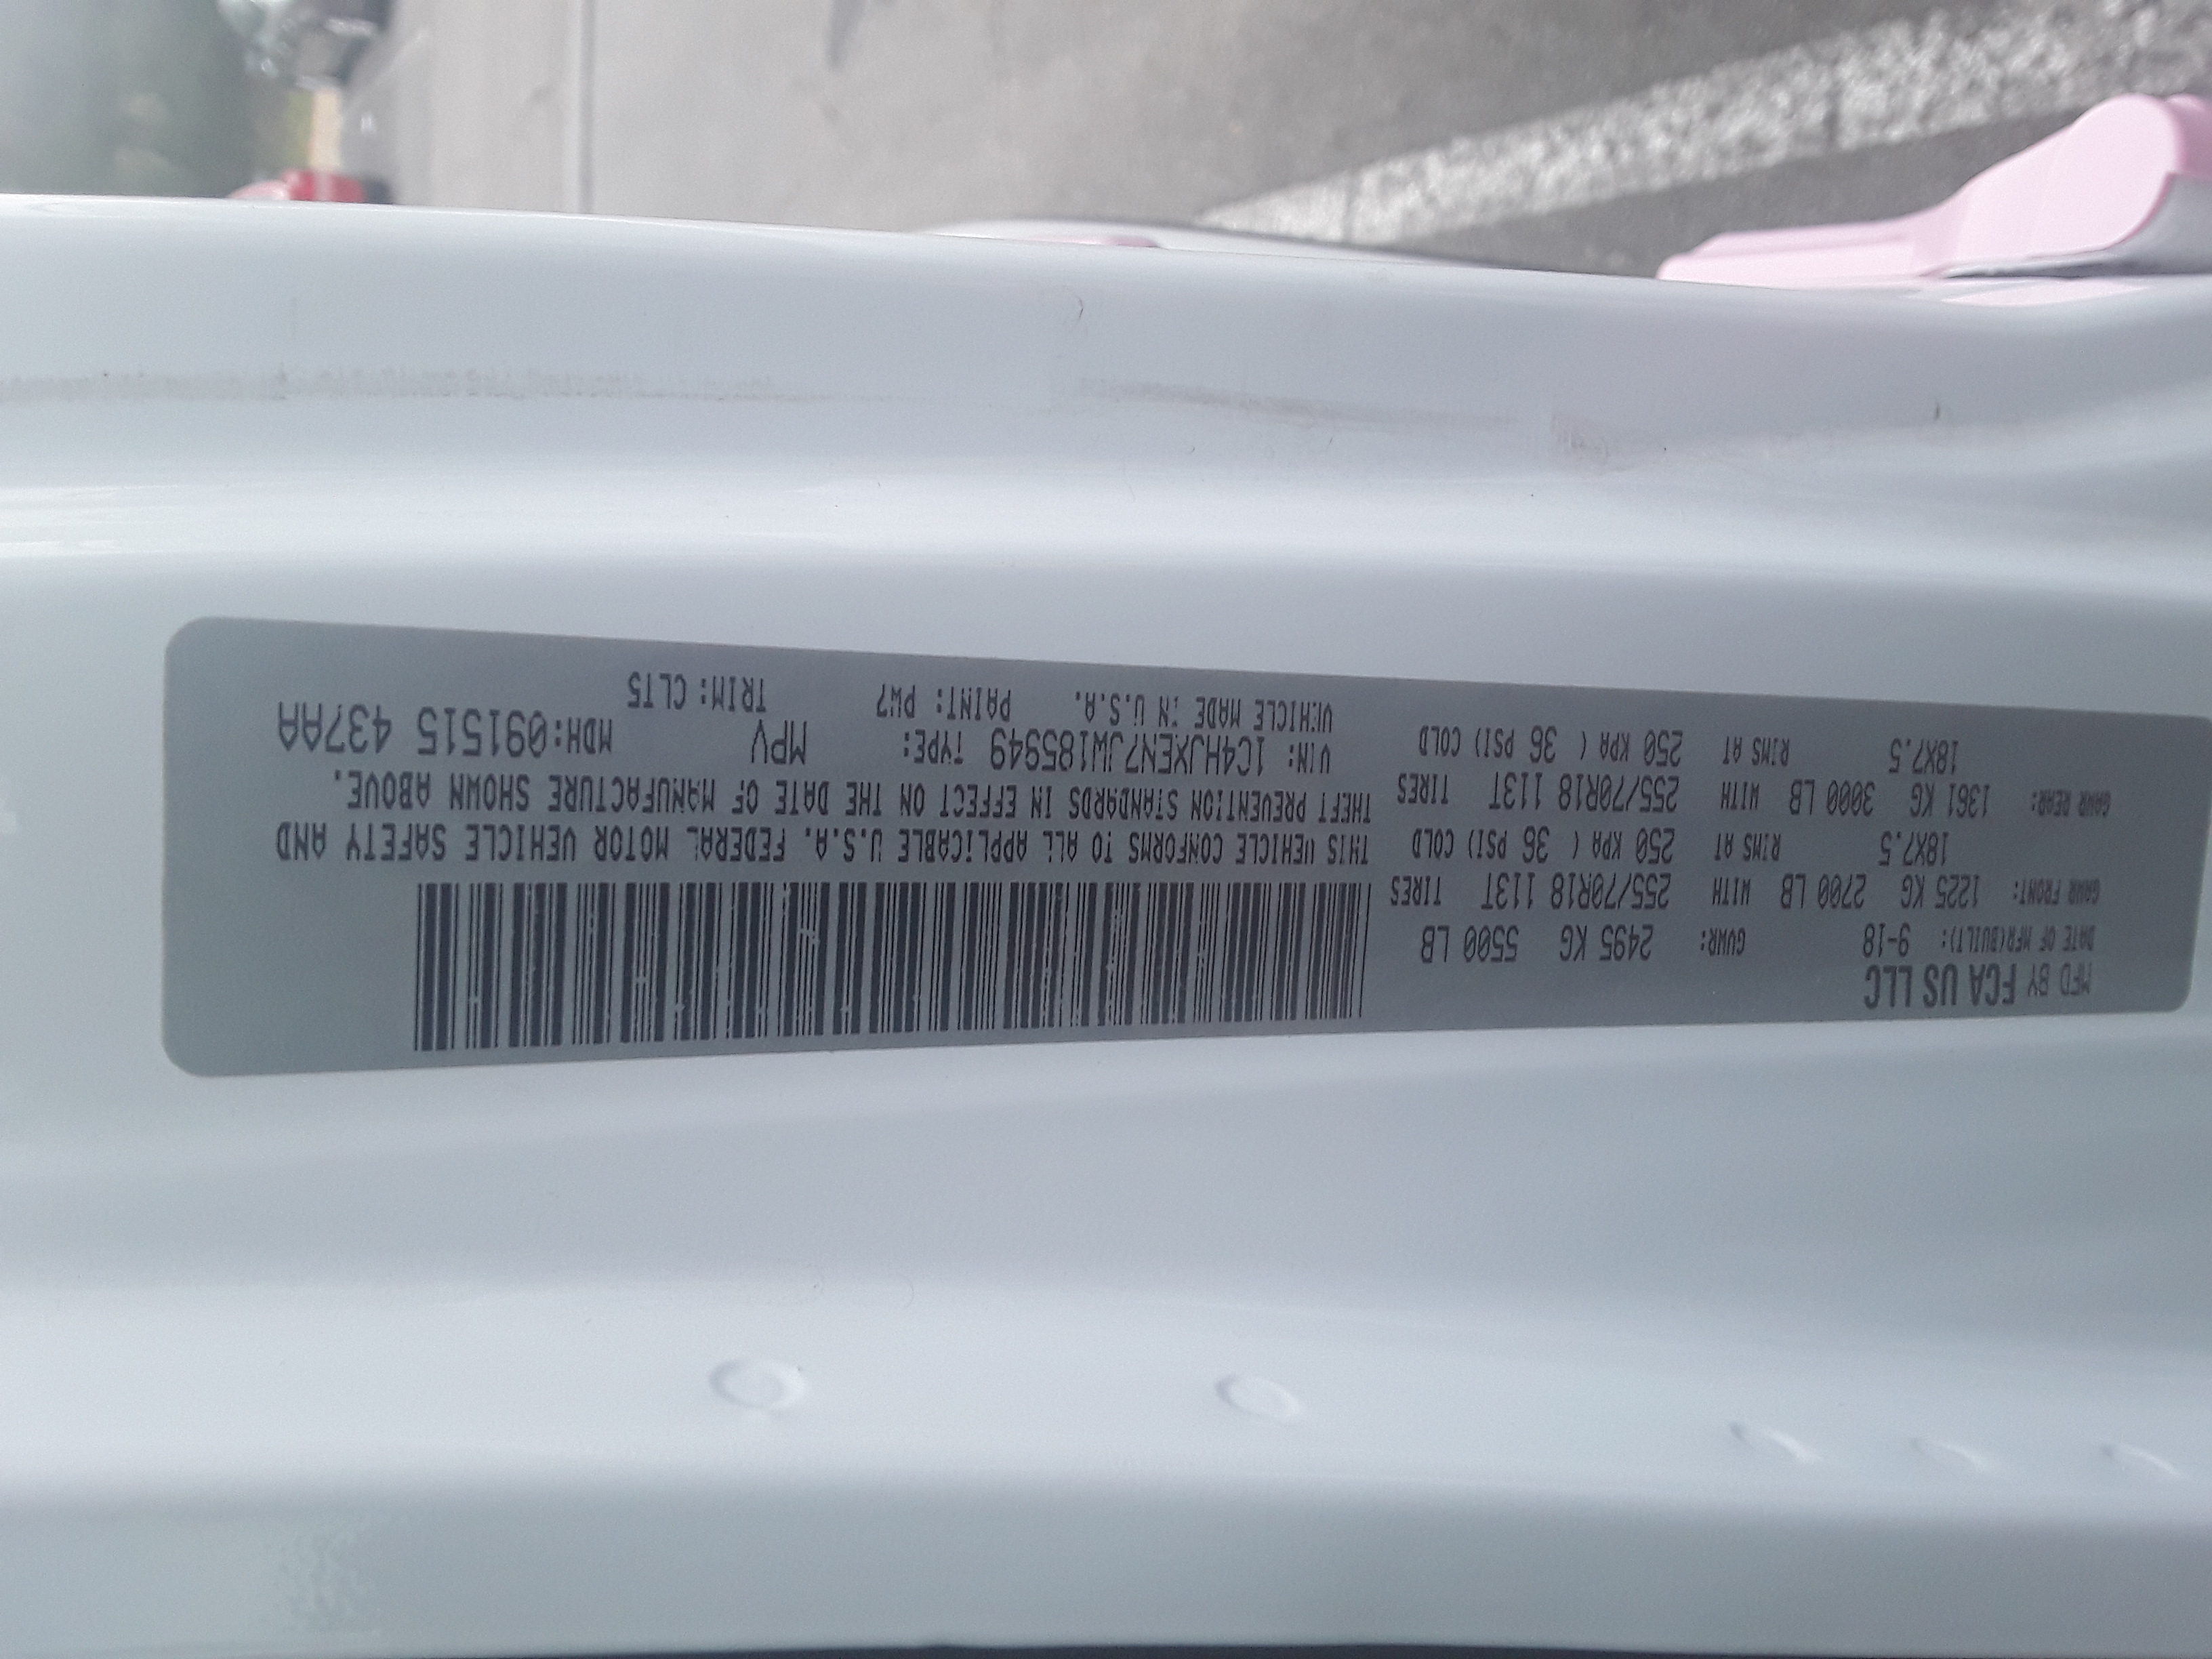 MFD BY FCA US LLC
DATE OF MFR(BUILT): 9-18 GVWR: 2495 KG 5500 LB
GAWR FRONT: 1225 KG 2700 LB WITH 255/70R18 113T TIRES
18X7.5 RIMS AT 250 KPA ( 36 PSI) COLD
GAWR REAR: 1361 KG 3000 LB WITH 255/70R18 113T TIRES
18X7.5 RIMS AT 250 KPA ( 36 PSI) COLD
THIS VEHICLE CONFORMS TO ALL APPLICABLE U.S.A. FEDERAL MOTOR VEHICLE SAFETY AND
THEFT PREVENTION STANDARDS IN EFFECT ON THE DATE OF MANUFACTURE SHOWN ABOVE.
VIN: 1C4HJXEN7JW185949 TYPE: MPV MDH:091515 437AA
VEHICLE MADE IN U.S.A. PAINT: PW7 TRIM: CLT5